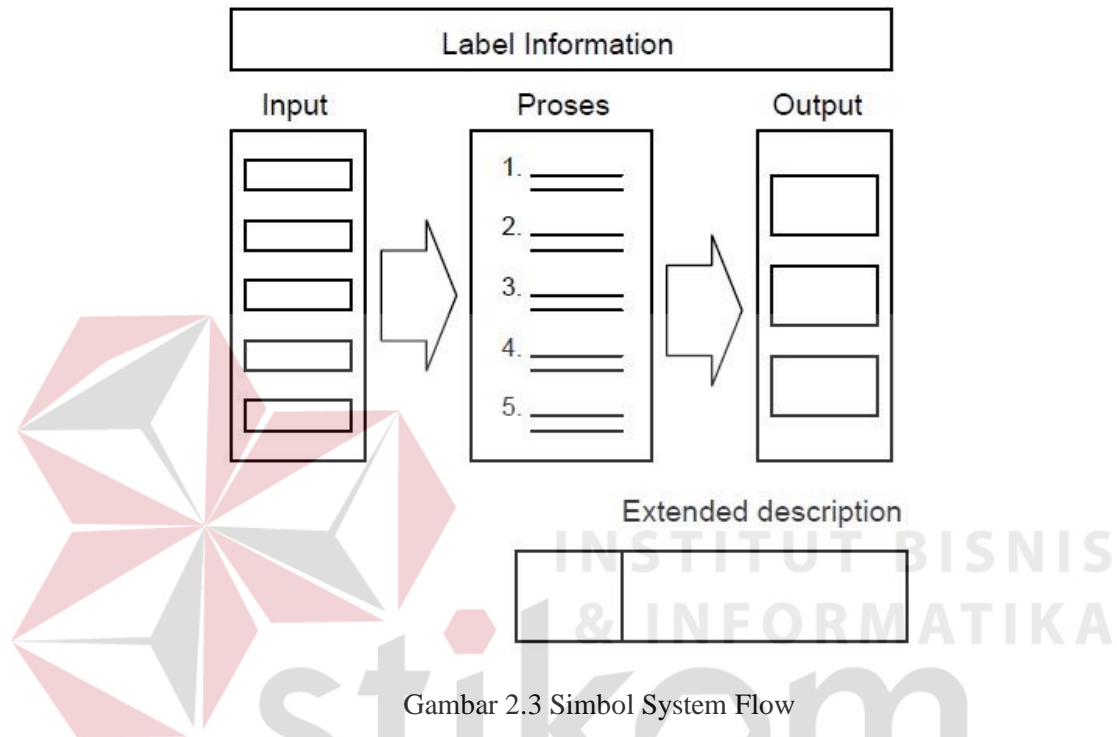 Label Information
Input Proses Output
1.
2.
3.
4.
5.
Extended description
INSTITUT BISNIS
& INFORMATIKA
stikom
Gambar 2.3 Simbol System Flow